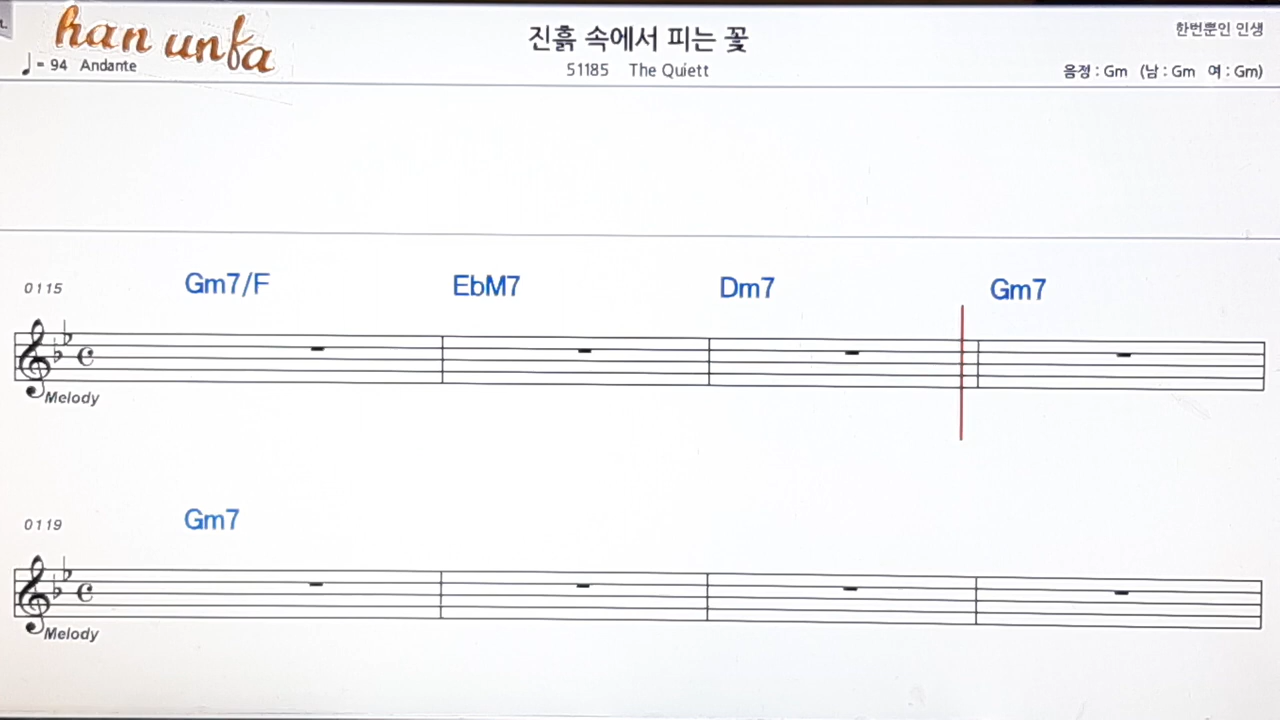 han unfa
진흙 속에서 피는 꽃
한번뿐인 인생
♩= 94 Andante
51185 The Quiett
음정 : Gm (남 : Gm 여 : Gm)
0115 Gm7/F EbM7 Dm7 Gm7
Melody
0119 Gm7
Melody